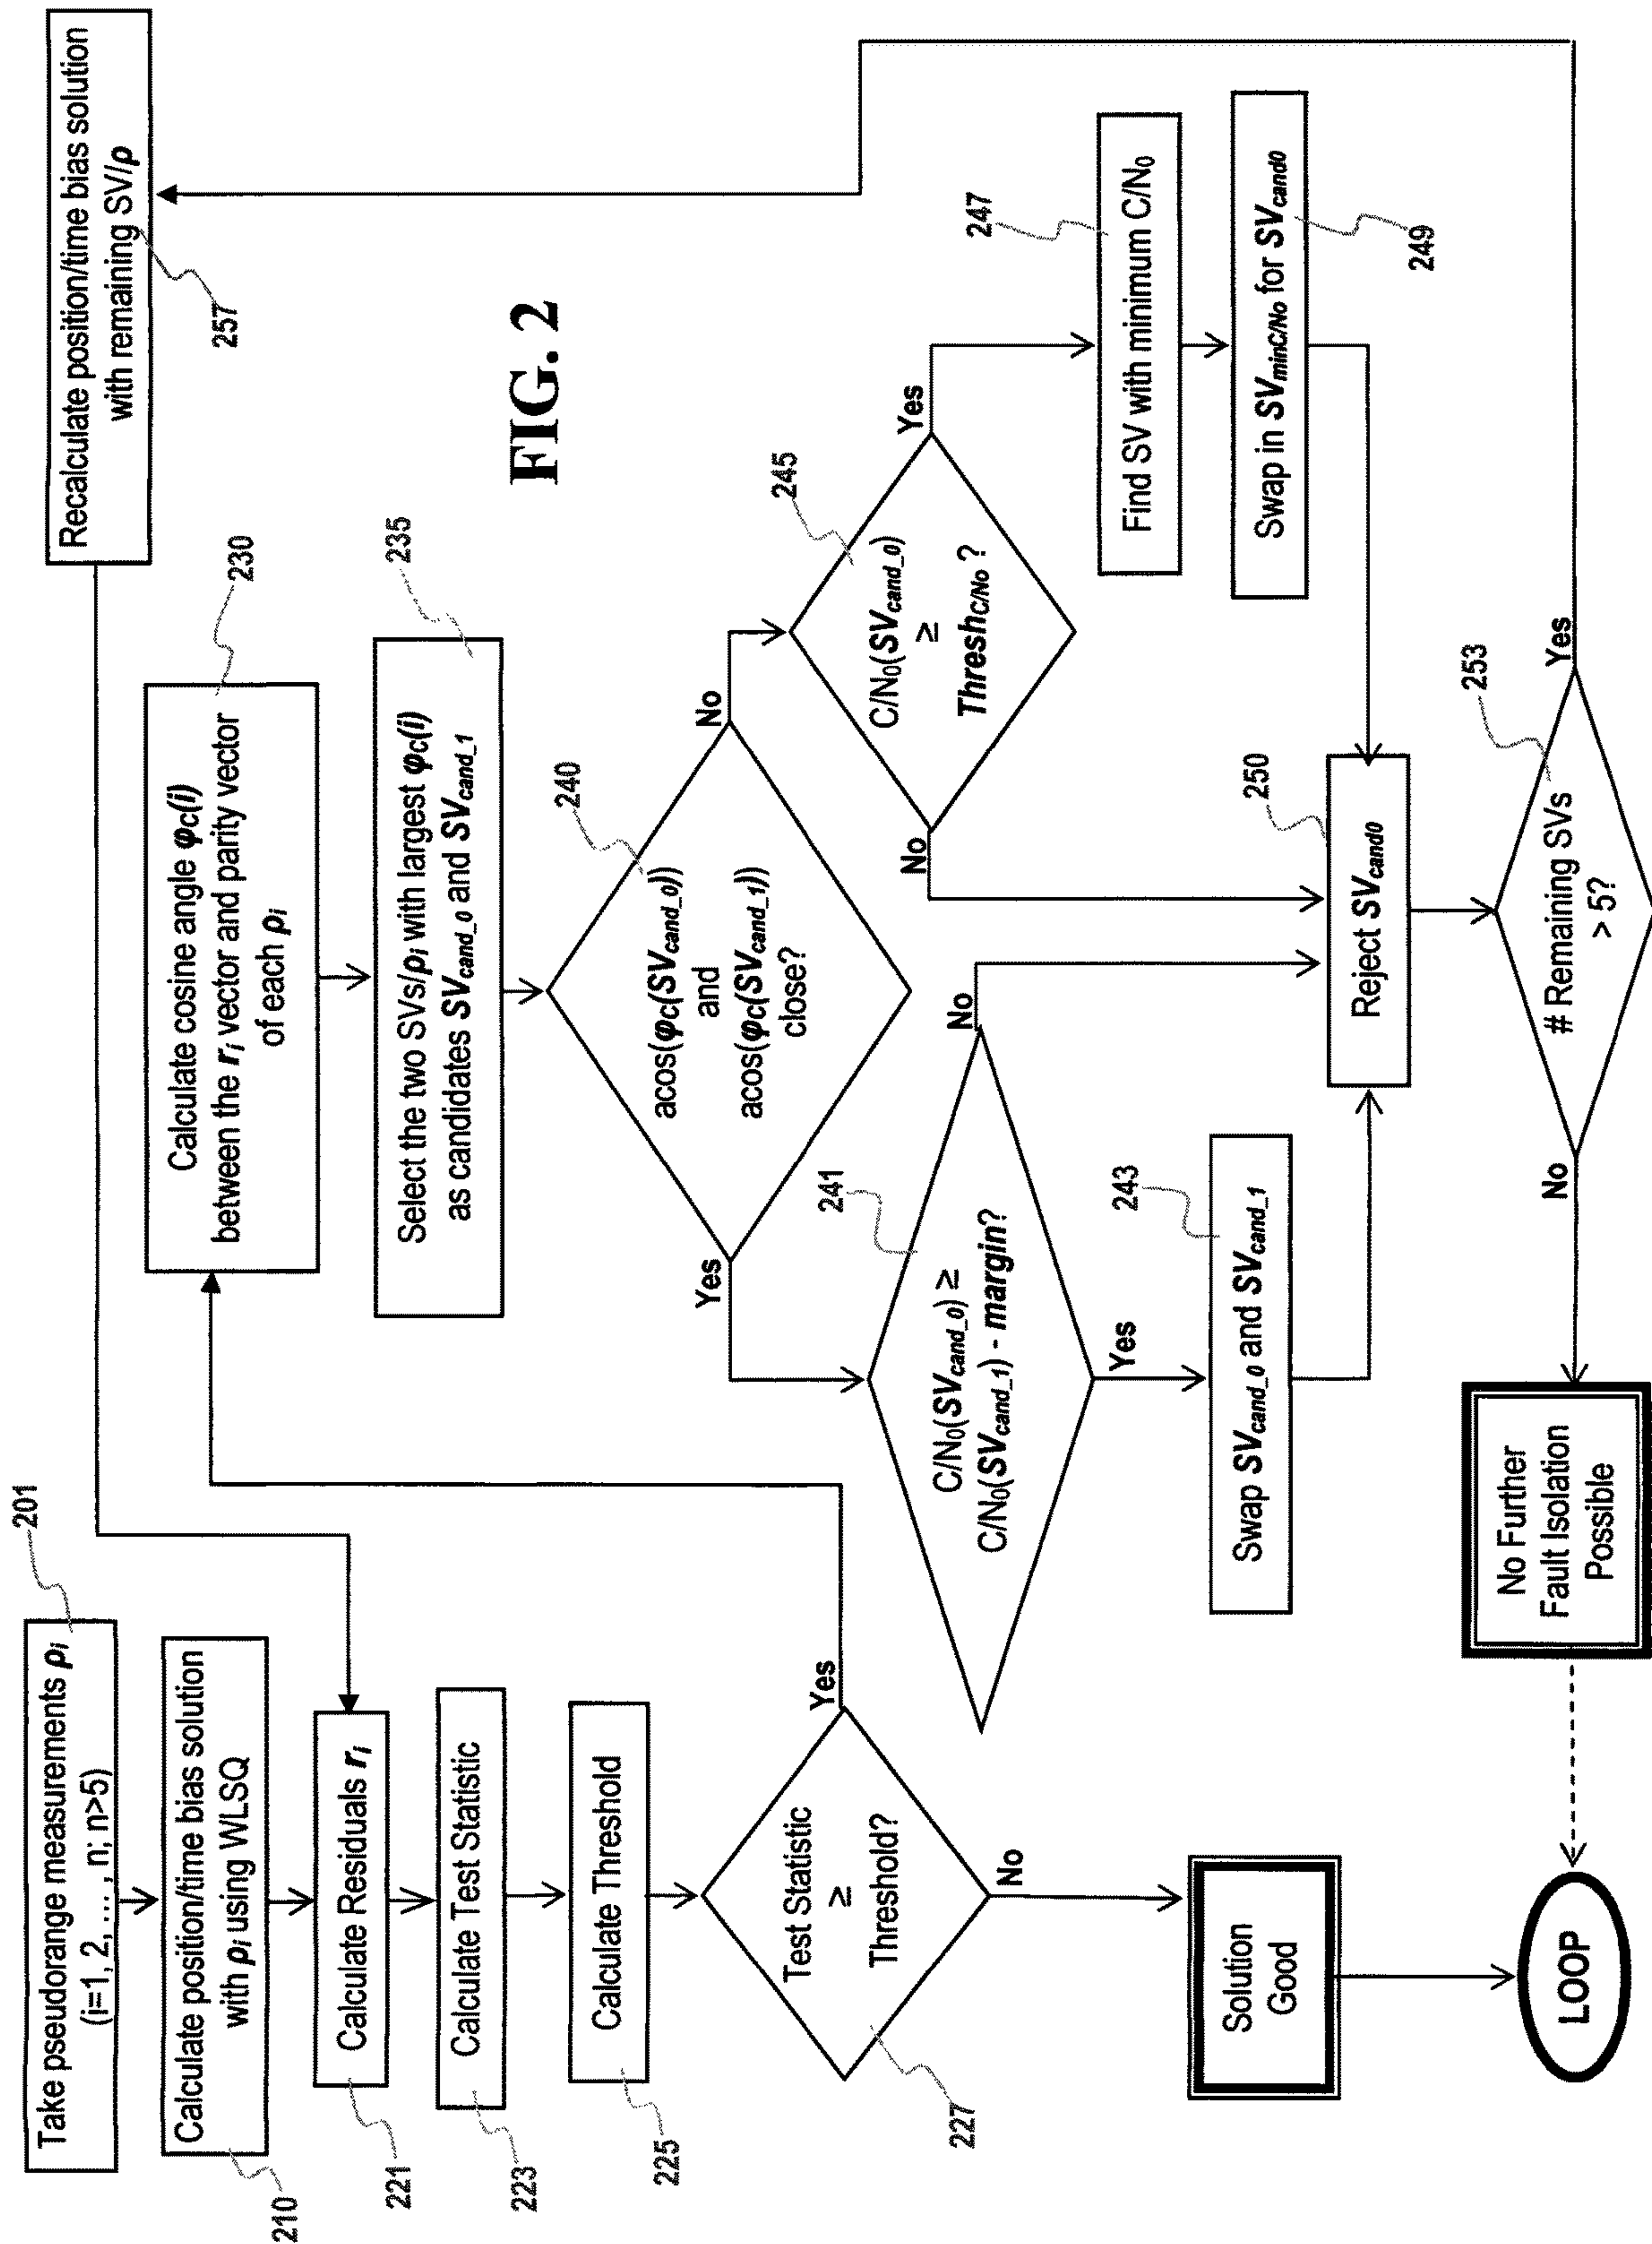 Take pseudorange measurements ρi
(i=1, 2, ... , n; n>5)
201
Calculate position/time bias solution
with ρi using WLSQ
210
Calculate Residuals ri
221
Calculate Test Statistic
223
Calculate Threshold
225
Test Statistic
≥
Threshold?
227
Yes
No
Solution
Good
LOOP
Calculate cosine angle φC(i)
between the ri vector and parity vector
of each ρi
230
Select the two SVs/ρi with largest φC(i)
as candidates SVcand_0 and SVcand_1
235
acos(φC(SVcand_0))
and
acos(φC(SVcand_1))
close?
240
Yes
No
C/N0(SVcand_0) ≥
C/N0(SVcand_1) - margin?
241
No
Yes
Swap SVcand_0 and SVcand_1
243
C/N0(SVcand_0)
≥
ThreshC/No ?
245
No
Yes
Find SV with minimum C/N0
247
Swap in SVminC/No for SVcand0
249
Reject SVcand0
250
# Remaining SVs
> 5?
253
No
Yes
No Further
Fault Isolation
Possible
Recalculate position/time bias solution
with remaining SV/ρ
257
FIG. 2